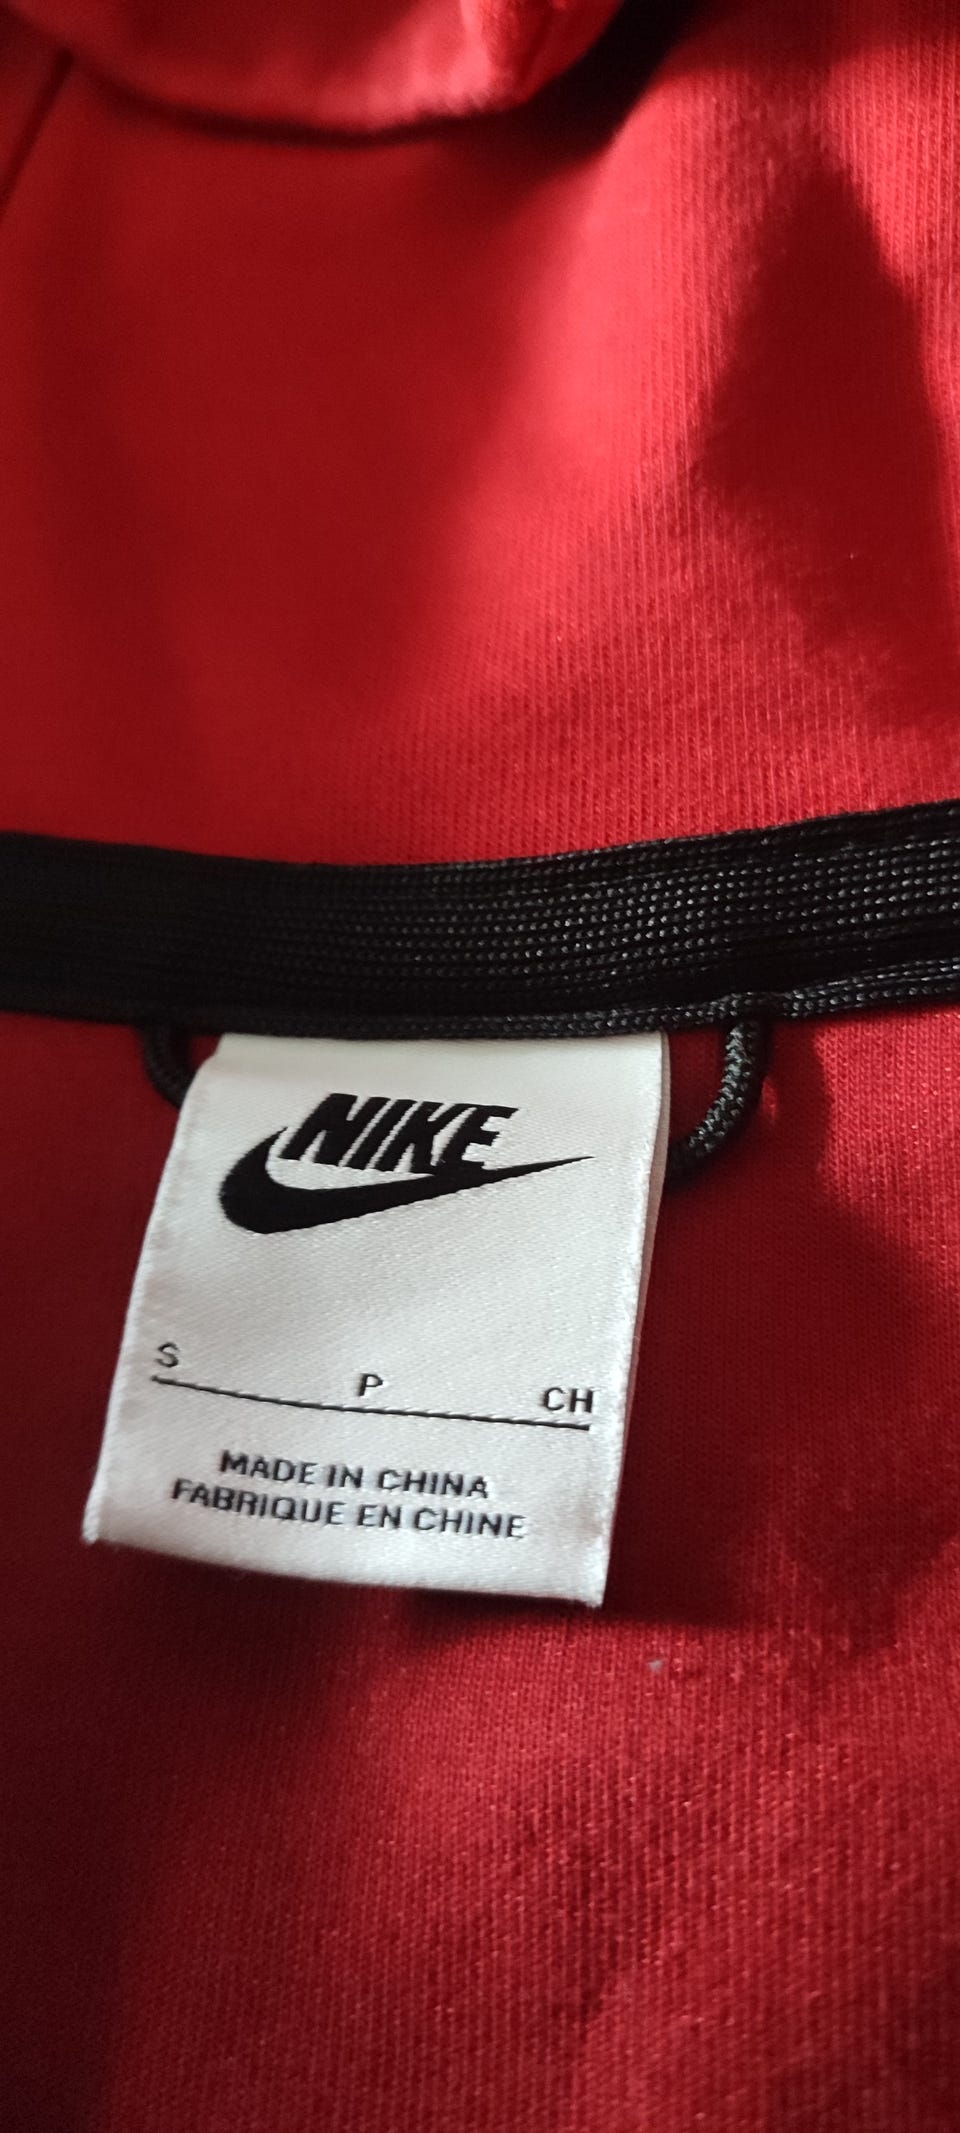 NIKE
S P CH
MADE IN CHINA
FABRIQUE EN CHINE